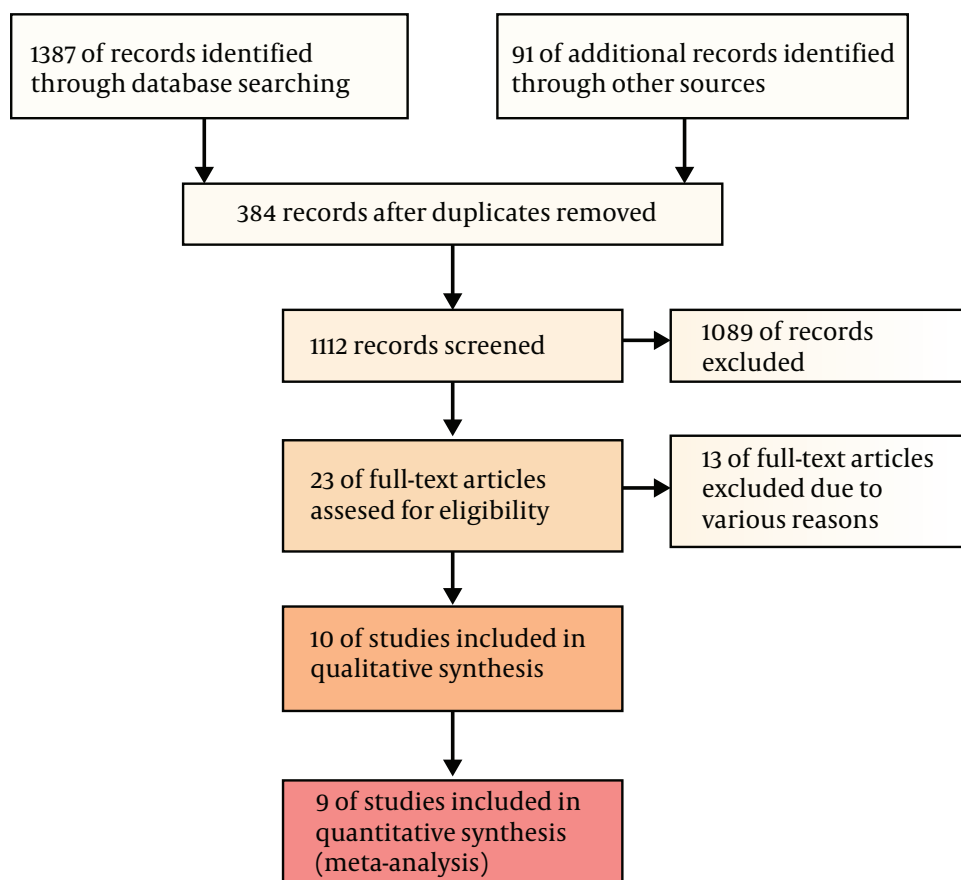 1387 of records identified
through database searching
91 of additional records identified
through other sources
384 records after duplicates removed
1112 records screened
1089 of records
excluded
23 of full-text articles
assesed for eligibility
13 of full-text articles
excluded due to
various reasons
10 of studies included in
qualitative synthesis
9 of studies included in
quantitative synthesis
(meta-analysis)